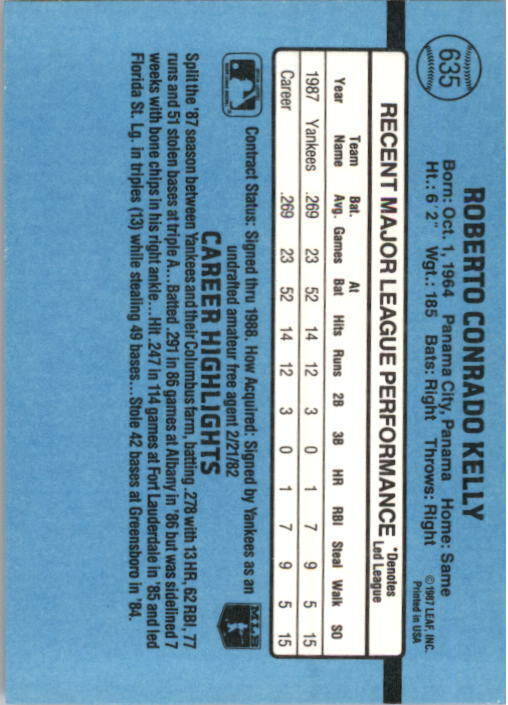 635
ROBERTO CONRADO KELLY
Born: Oct. 1, 1964 Panama City, Panama Home: Same
Ht.: 6' 2" Wgt.: 185 Bats: Right Throws: Right
©1987 LEAF, INC.
Printed in USA
RECENT MAJOR LEAGUE PERFORMANCE
*Denotes
Led League
Year Team Name Bat. Avg. Games At Bat Hits Runs 2B 3B HR RBI Steal Walk SO
1987 Yankees .269 23 52 14 12 3 0 1 7 9 5 15
Career .269 23 52 14 12 3 0 1 7 9 5 15
Contract Status: Signed thru 1988. How Acquired: Signed by Yankees as an
undrafted amateur free agent 2/21/82
MLB
CAREER HIGHLIGHTS
Split the '87 season between Yankees and their Columbus farm, batting .278 with 13 HR, 62 RBI, 77
runs and 51 stolen bases at triple A... Batted .291 in 86 games at Albany in '86 but was sidelined 7
weeks with bone chips in his right ankle... Hit .247 in 114 games at Fort Lauderdale in '85 and led
Florida St. Lg. in triples (13) while stealing 49 bases... Stole 42 bases at Greensboro in '84.